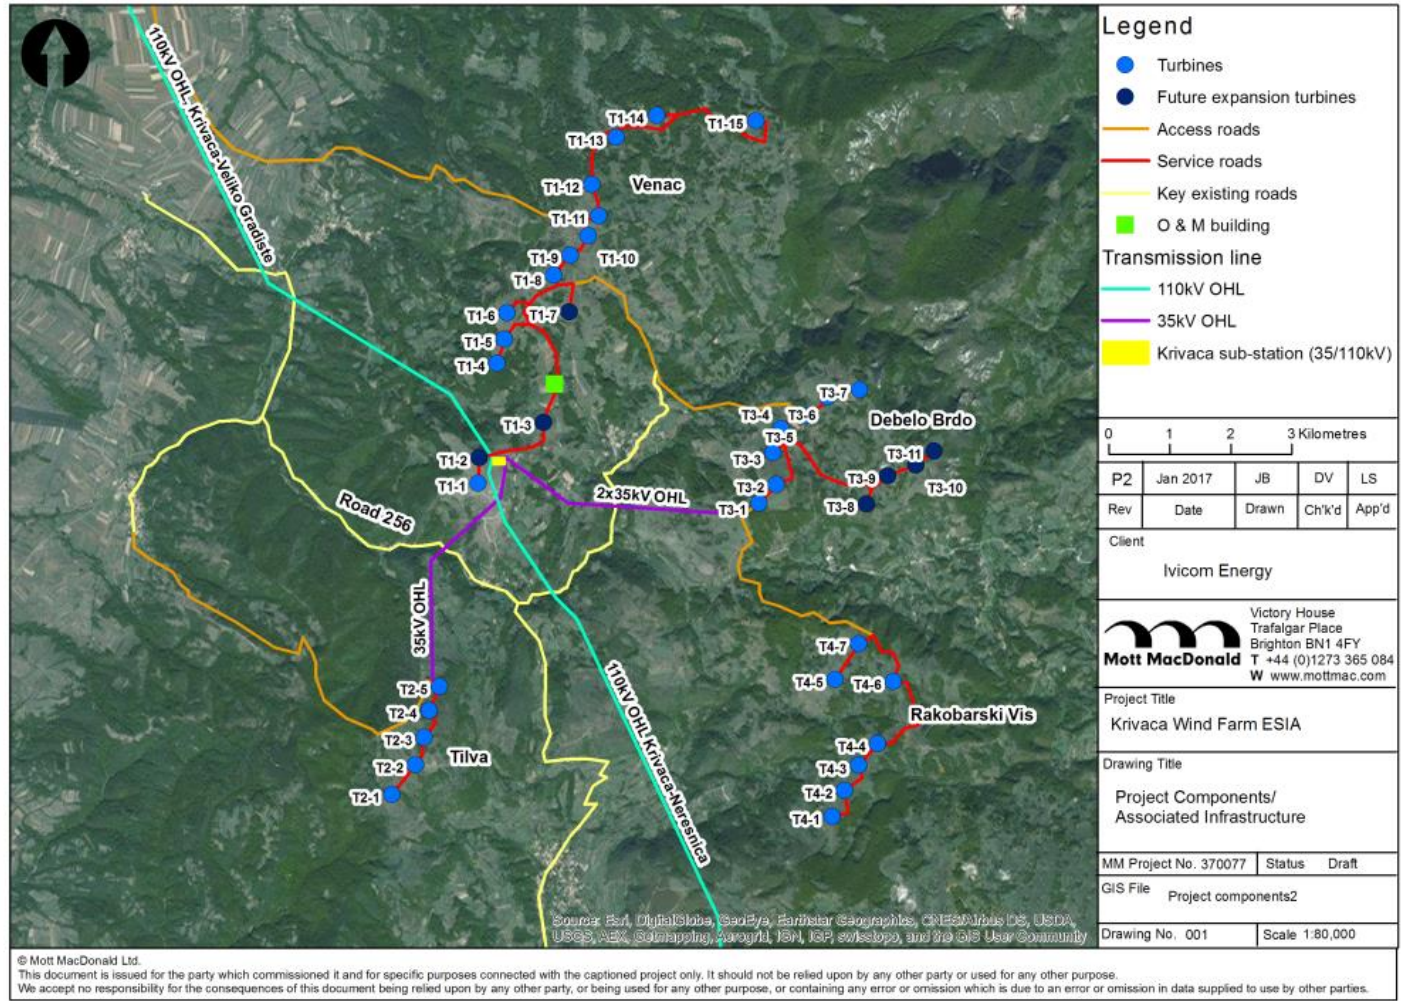 110kV OHL, Krivaca-Veliko Gradiste
T1-14
T1-15
T1-13
T1-12
Venac
T1-11
T1-9
T1-10
T1-8
T1-6
T1-7
T1-5
T1-4
T1-3
T1-2
T1-1
T3-7
T3-4
T3-6
Debelo Brdo
T3-5
T3-3
T3-11
T3-9
T3-2
T3-10
T3-1
T3-8
2x35kV OHL
Road 256
35kV OHL
T4-7
T4-5
T4-6
T2-5
T2-4
Rakobarski Vis
T2-3
T4-4
Tilva
T2-2
T4-3
T2-1
T4-2
T4-1
110kV OHL Krivaca-Neresnica
Source: Esri, DigitalGlobe, GeoEye, Earthstar Geographics, CNES/Airbus DS, USDA,
USGS, AEX, Getmapping, Aerogrid, IGN, IGP, swisstopo, and the GIS User Community
Legend
Turbines
Future expansion turbines
Access roads
Service roads
Key existing roads
O & M building
Transmission line
110kV OHL
35kV OHL
Krivaca sub-station (35/110kV)
0 1 2 3 Kilometres
P2 Jan 2017 JB DV LS
Rev Date Drawn Ch'k'd App'd
Client
Ivicom Energy
Mott MacDonald
Victory House
Trafalgar Place
Brighton BN1 4FY
T +44 (0)1273 365 084
W www.mottmac.com
Project Title
Krivaca Wind Farm ESIA
Drawing Title
Project Components/
Associated Infrastructure
MM Project No. 370077 Status Draft
GIS File Project components2
Drawing No. 001 Scale 1:80,000
© Mott MacDonald Ltd.
This document is issued for the party which commissioned it and for specific purposes connected with the captioned project only. It should not be relied upon by any other party or used for any other purpose.
We accept no responsibility for the consequences of this document being relied upon by any other party, or being used for any other purpose, or containing any error or omission which is due to an error or omission in data supplied to use by other parties.